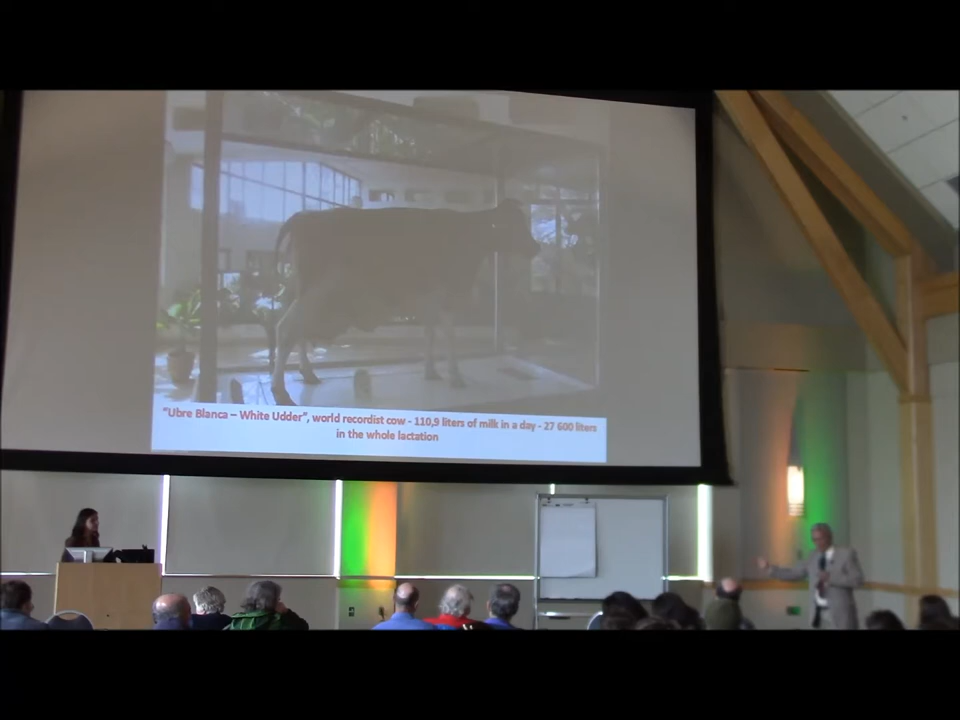 “Ubre Blanca – White Udder”, world recordist cow - 110,9 liters of milk in a day - 27 600 liters
in the whole lactation